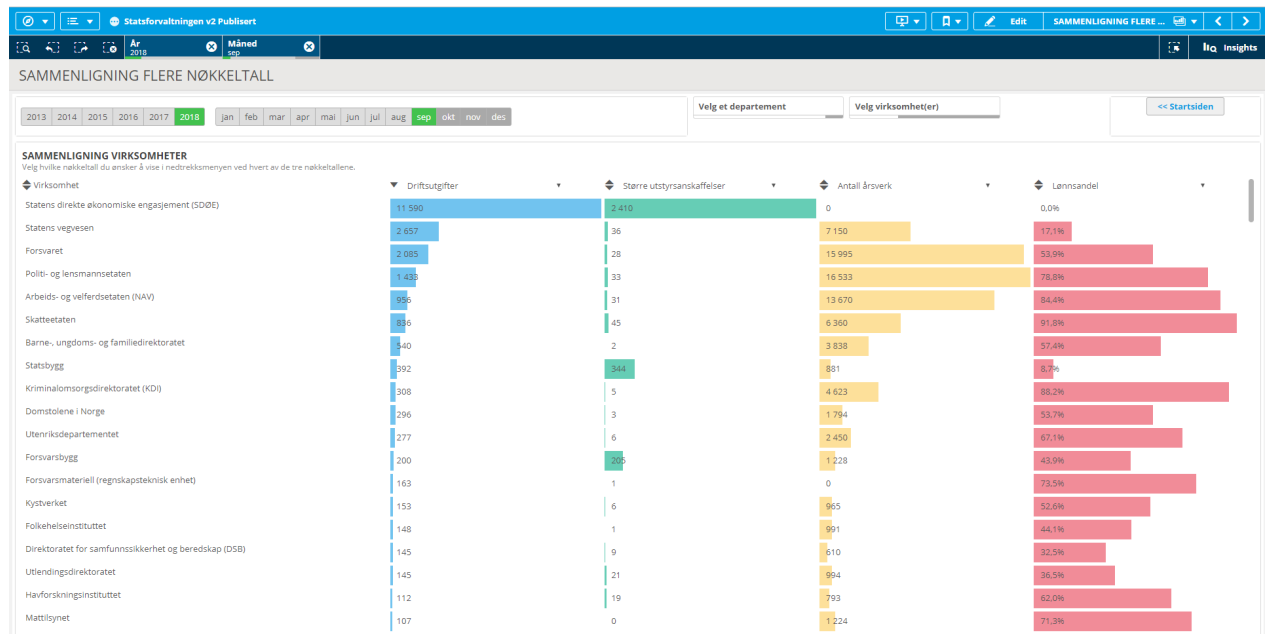 Statsforvaltningen v2 Publisert
Edit
SAMMENLIGNING FLERE ...
År
2018
Måned
sep
Insights
SAMMENLIGNING FLERE NØKKELTALL
2013 2014 2015 2016 2017 2018 jan feb mar apr mai jun jul aug sep okt nov des
Velg et departement
Velg virksomhet(er)
<< Startsiden
SAMMENLIGNING VIRKSOMHETER
Velg hvilke nøkkeltall du ønsker å vise i nedtrekksmenyen ved hvert av de tre nøkkeltallene.
Virksomhet Driftsutgifter Større utstyrsanskaffelser Antall årsverk Lønnsandel
Statens direkte økonomiske engasjement (SDØE) 11 590 2 410 0 0,0%
Statens vegvesen 2 657 36 7 150 17,1%
Forsvaret 2 085 28 15 995 53,9%
Politi- og lensmannsetaten 1 433 33 16 533 78,8%
Arbeids- og velferdsetaten (NAV) 956 31 13 670 84,4%
Skatteetaten 836 45 6 360 91,8%
Barne-, ungdoms- og familiedirektoratet 540 2 3 838 57,4%
Statsbygg 392 344 881 8,7%
Kriminalomsorgsdirektoratet (KDI) 308 5 4 623 88,2%
Domstolene i Norge 296 3 1 794 53,7%
Utenriksdepartementet 277 6 2 450 67,1%
Forsvarsbygg 200 205 1 228 43,9%
Forsvarsmateriell (regnskapsteknisk enhet) 163 1 0 73,5%
Kystverket 153 6 965 52,6%
Folkehelseinstituttet 148 1 991 44,1%
Direktoratet for samfunnssikkerhet og beredskap (DSB) 145 9 610 32,5%
Utlendingsdirektoratet 145 21 994 36,5%
Havforskningsinstituttet 112 19 793 62,0%
Mattilsynet 107 0 1 224 71,3%